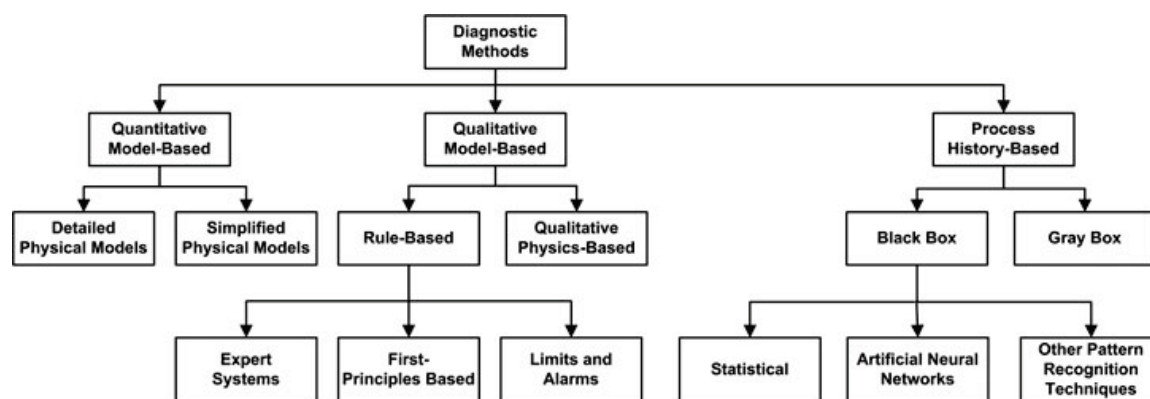 Diagnostic
Methods
Quantitative
Model-Based
Qualitative
Model-Based
Process
History-Based
Detailed
Physical Models
Simplified
Physical Models
Rule-Based
Qualitative
Physics-Based
Black Box
Gray Box
Expert
Systems
First-
Principles Based
Limits and
Alarms
Statistical
Artificial Neural
Networks
Other Pattern
Recognition
Techniques